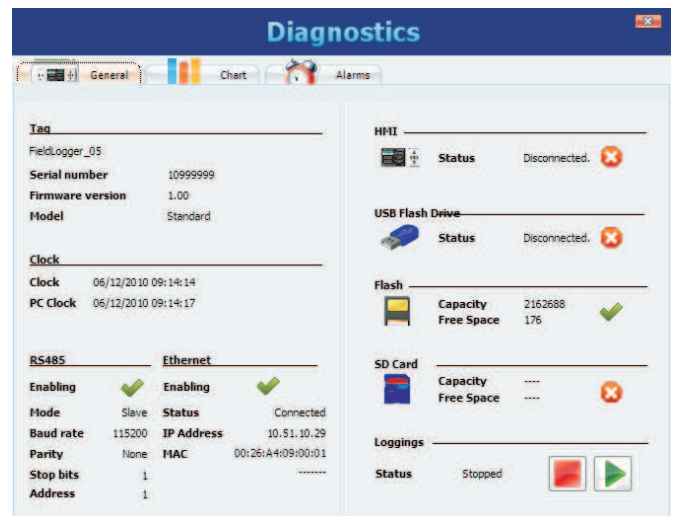 Diagnostics
General Chart Alarms
Tag
FieldLogger_05
Serial number 10999999
Firmware version 1.00
Model Standard
Clock
Clock 06/12/2010 09:14:14
PC Clock 06/12/2010 09:14:17
RS485
Enabling
Mode Slave
Baud rate 115200
Parity None
Stop bits 1
Address 1
Ethernet
Enabling
Status Connected
IP Address 10.51.10.29
MAC 00:26:A4:09:00:01
-------
HMI
Status Disconnected.
USB Flash Drive
Status Disconnected.
Flash
Capacity 2162688
Free Space 176
SD Card
Capacity ----
Free Space ----
Loggings
Status Stopped